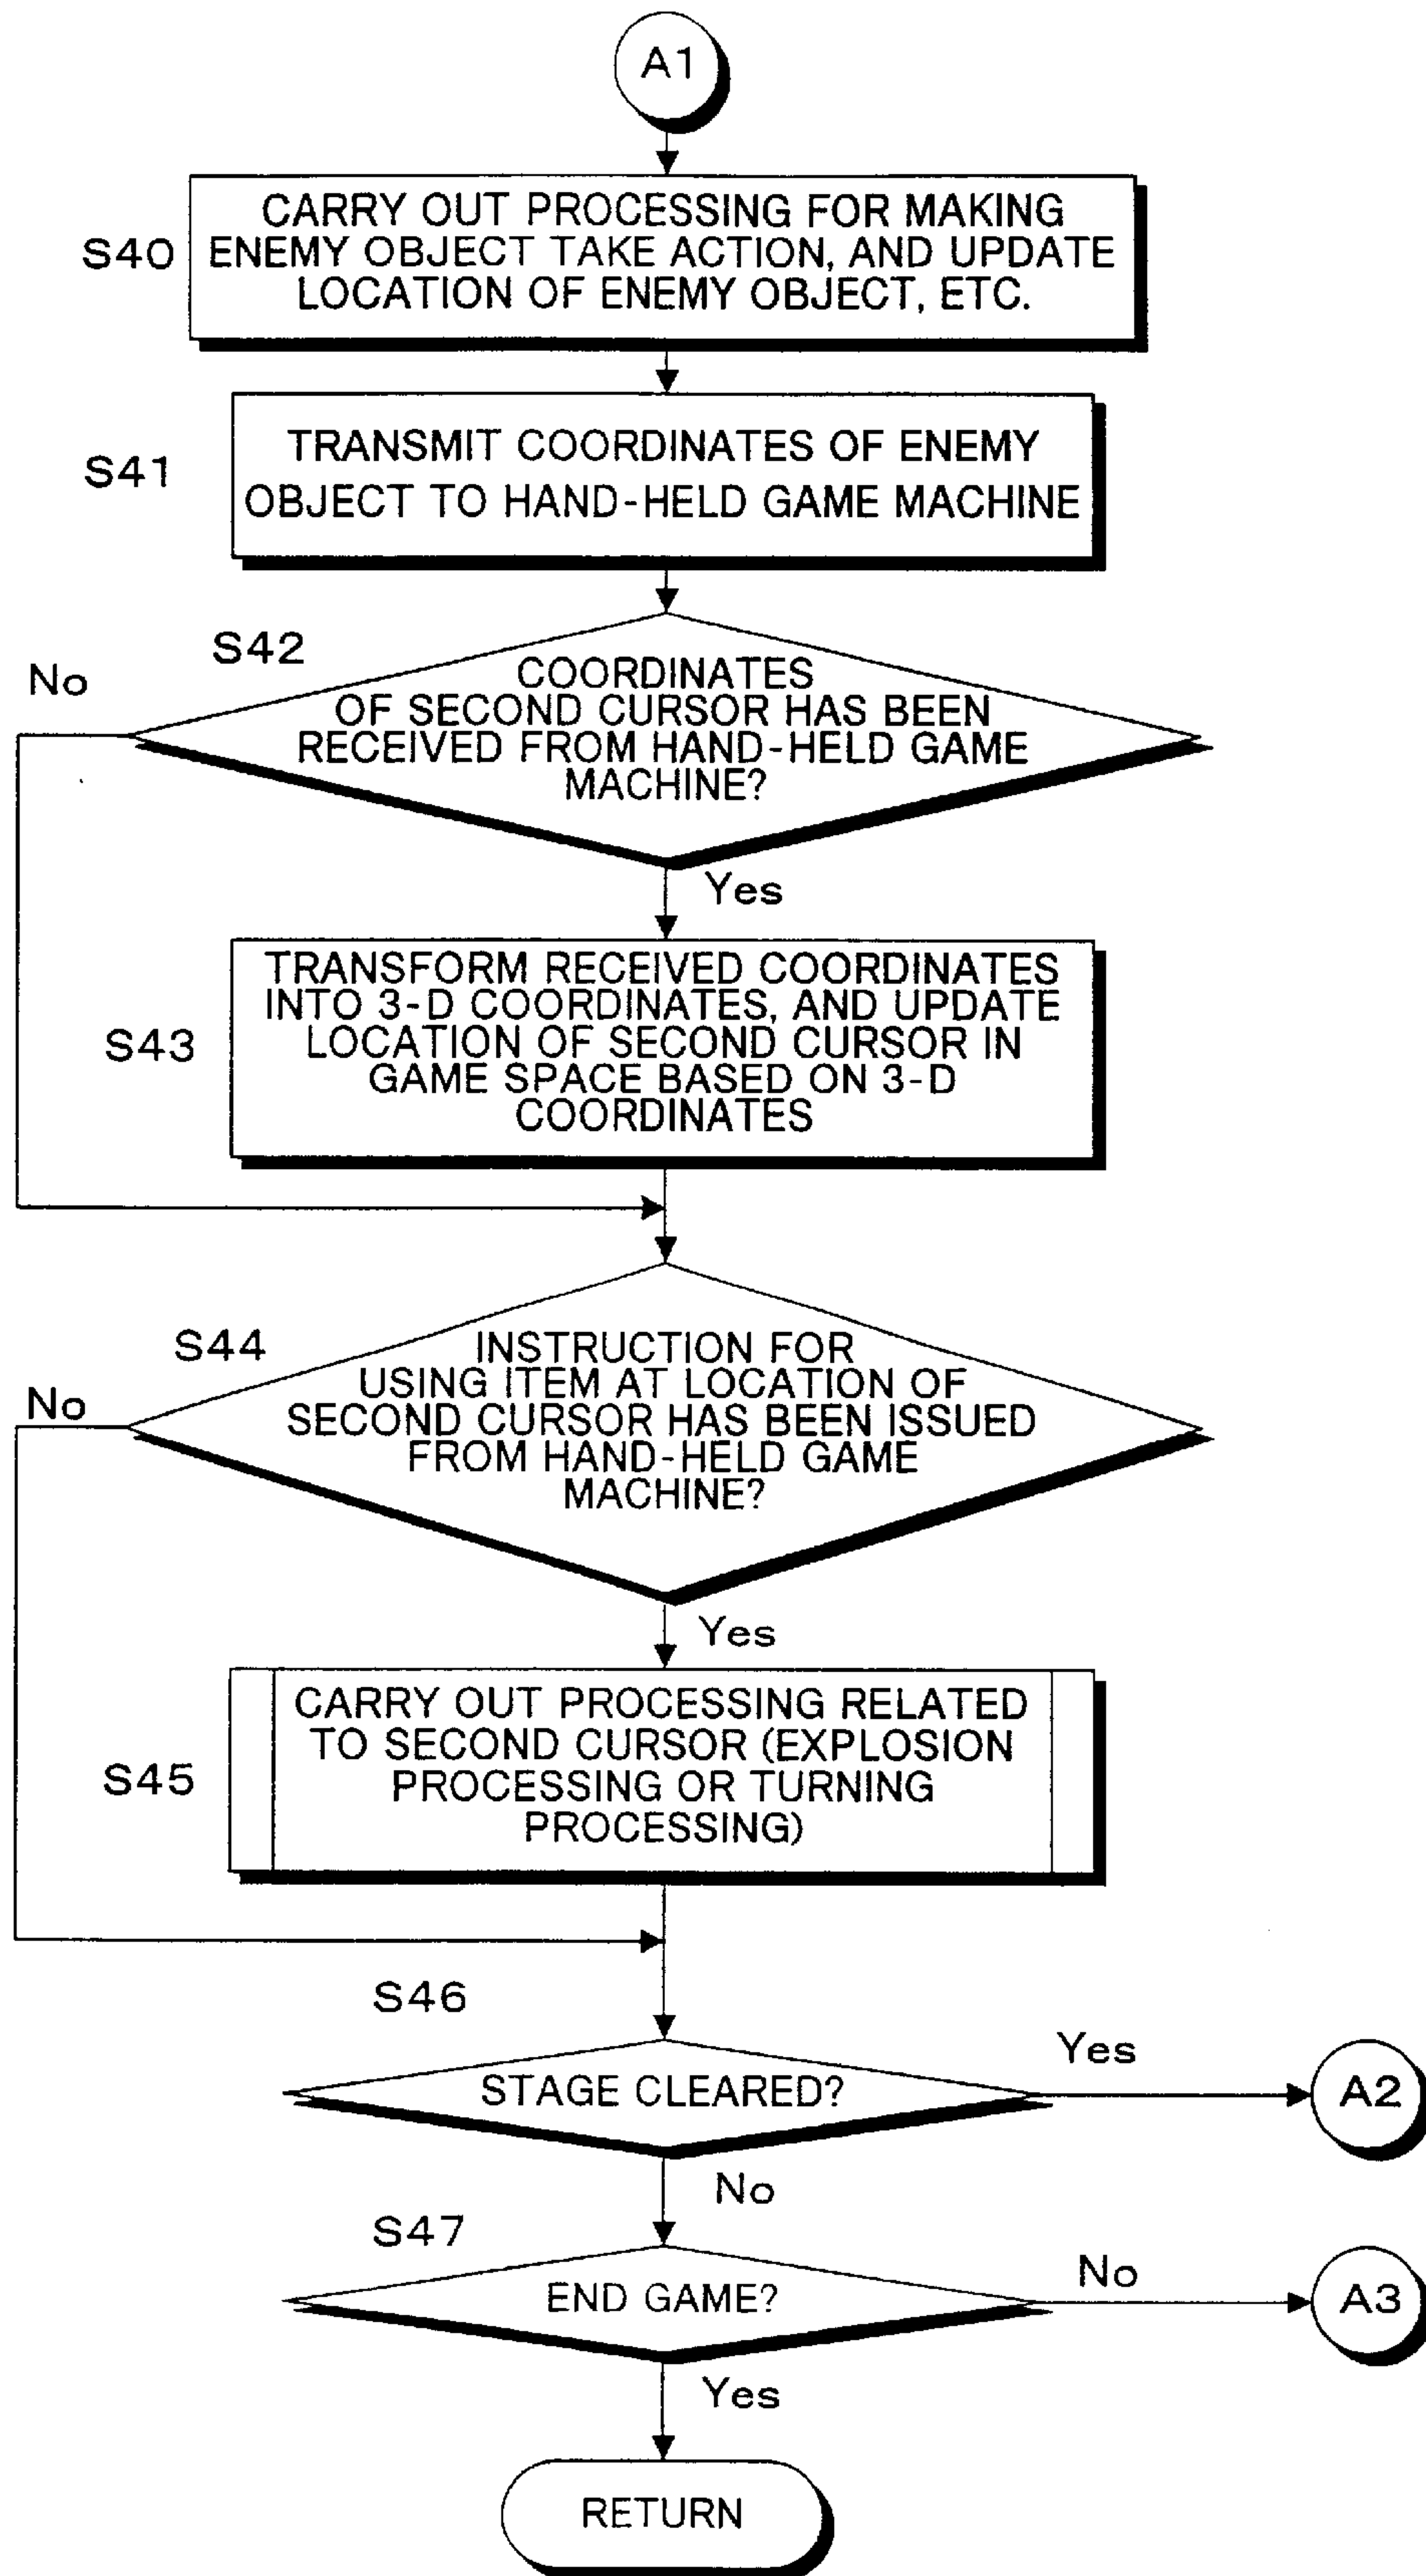 A1
CARRY OUT PROCESSING FOR MAKING
S40
ENEMY OBJECT TAKE ACTION, AND UPDATE
LOCATION OF ENEMY OBJECT, ETC.
TRANSMIT COORDINATES OF ENEMY
S41
OBJECT TO HAND-HELD GAME MACHINE
S42
No
COORDINATES
OF SECOND CURSOR HAS BEEN
RECEIVED FROM HAND-HELD GAME
MACHINE?
Yes
TRANSFORM RECEIVED COORDINATES
INTO 3-D COORDINATES, AND UPDATE
S43
LOCATION OF SECOND CURSOR IN
GAME SPACE BASED ON 3-D
COORDINATES
S44
INSTRUCTION FOR
USING ITEM AT LOCATION OF
No
SECOND CURSOR HAS BEEN ISSUED
FROM HAND-HELD GAME
MACHINE?
Yes
CARRY OUT PROCESSING RELATED
TO SECOND CURSOR (EXPLOSION
S45
PROCESSING OR TURNING
PROCESSING)
S46
Yes
STAGE CLEARED?
A2
No
S47
No
END GAME?
A3
Yes
RETURN